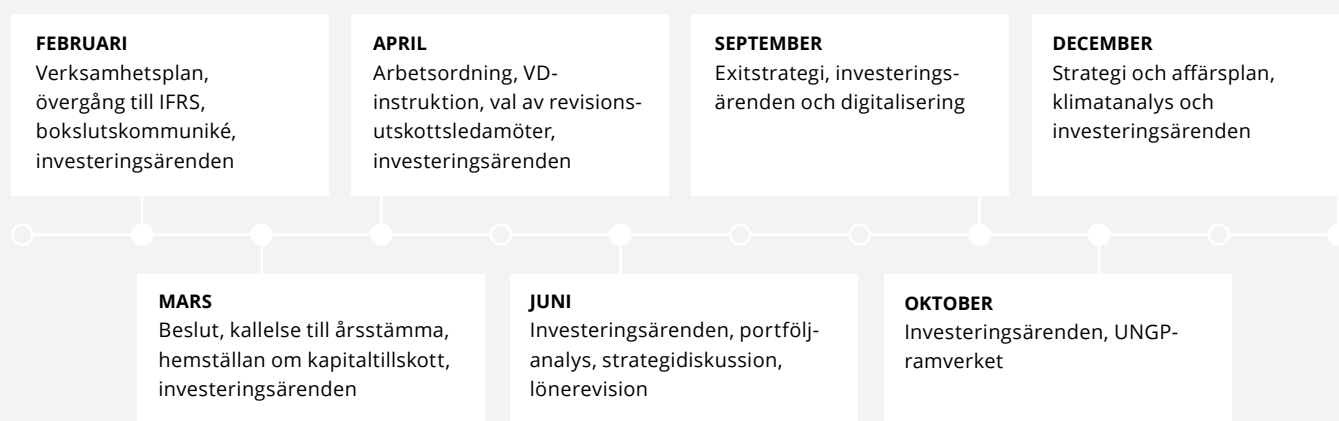 FEBRUARI
Verksamhetsplan,
övergång till IFRS,
bokslutskommuniké,
investeringsärenden
APRIL
Arbetsordning, VD-
instruktion, val av revisions-
utskottsledamöter,
investeringsärenden
SEPTEMBER
Exitstrategi, investerings-
ärenden och digitalisering
DECEMBER
Strategi och affärsplan,
klimatanalys och
investeringsärenden
MARS
Beslut, kallelse till årsstämma,
hemställan om kapitaltillskott,
investeringsärenden
JUNI
Investeringsärenden, portfölj-
analys, strategidiskussion,
lönerevision
OKTOBER
Investeringsärenden, UNGP-
ramverket